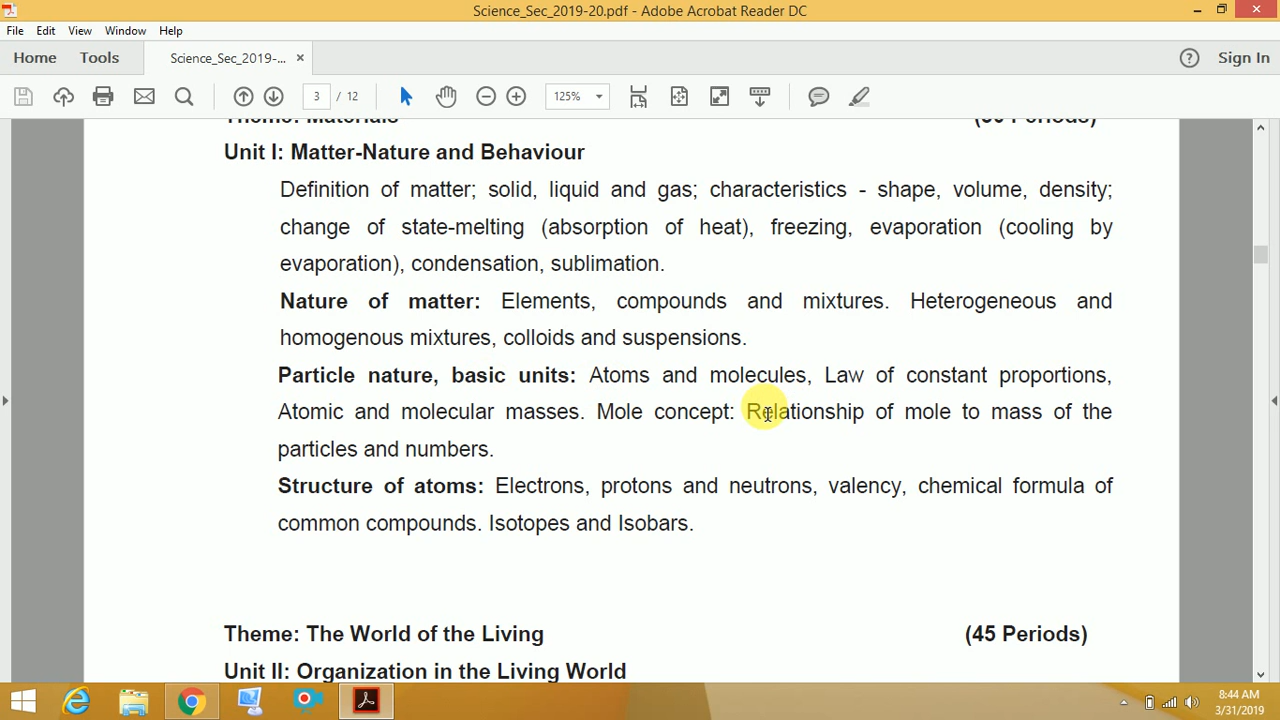 Science_Sec_2019-20.pdf - Adobe Acrobat Reader DC
File Edit View Window Help
Home Tools Science_Sec_2019-... × Sign In
3 / 12 125%
Theme: Materials
Unit I: Matter-Nature and Behaviour
Definition of matter; solid, liquid and gas; characteristics - shape, volume, density;
change of state-melting (absorption of heat), freezing, evaporation (cooling by
evaporation), condensation, sublimation.
Nature of matter: Elements, compounds and mixtures. Heterogeneous and
homogenous mixtures, colloids and suspensions.
Particle nature, basic units: Atoms and molecules, Law of constant proportions,
Atomic and molecular masses. Mole concept: Relationship of mole to mass of the
particles and numbers.
Structure of atoms: Electrons, protons and neutrons, valency, chemical formula of
common compounds. Isotopes and Isobars.
Theme: The World of the Living (45 Periods)
Unit II: Organization in the Living World
8:44 AM
3/31/2019